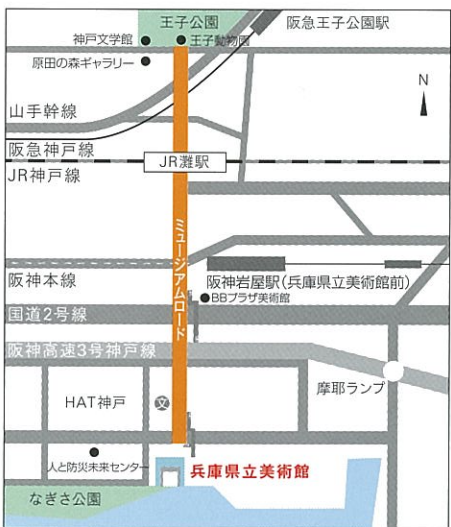 王子公園
阪急王子公園駅
神戸文学館
王子動物園
原田の森ギャラリー
N
山手幹線
阪急神戸線
JR灘駅
JR神戸線
ミュージアムロード
阪神本線
阪神岩屋駅(兵庫県立美術館前)
BBプラザ美術館
国道2号線
阪神高速3号神戸線
摩耶ランプ
HAT神戸
文
人と防災未来センター
兵庫県立美術館
なぎさ公園